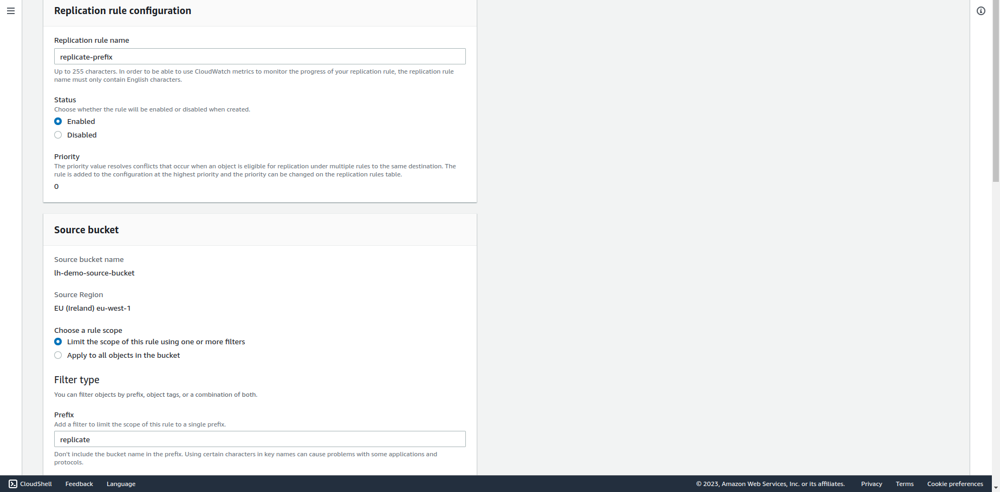 Replication rule configuration
Replication rule name
replicate-prefix
Up to 255 characters. In order to be able to use CloudWatch metrics to monitor the progress of your replication rule, the replication rule
name must only contain English characters.
Status
Choose whether the rule will be enabled or disabled when created.
Enabled
Disabled
Priority
The priority value resolves conflicts that occur when an object is eligible for replication under multiple rules to the same destination. The
rule is added to the configuration at the highest priority and the priority can be changed on the replication rules table.
0
Source bucket
Source bucket name
lh-demo-source-bucket
Source Region
EU (Ireland) eu-west-1
Choose a rule scope
Limit the scope of this rule using one or more filters
Apply to all objects in the bucket
Filter type
You can filter objects by prefix, object tags, or a combination of both.
Prefix
Add a filter to limit the scope of this rule to a single prefix.
replicate
Don't include the bucket name in the prefix. Using certain characters in key names can cause problems with some applications and
protocols.
CloudShell Feedback Language © 2023, Amazon Web Services, Inc. or its affiliates. Privacy Terms Cookie preferences